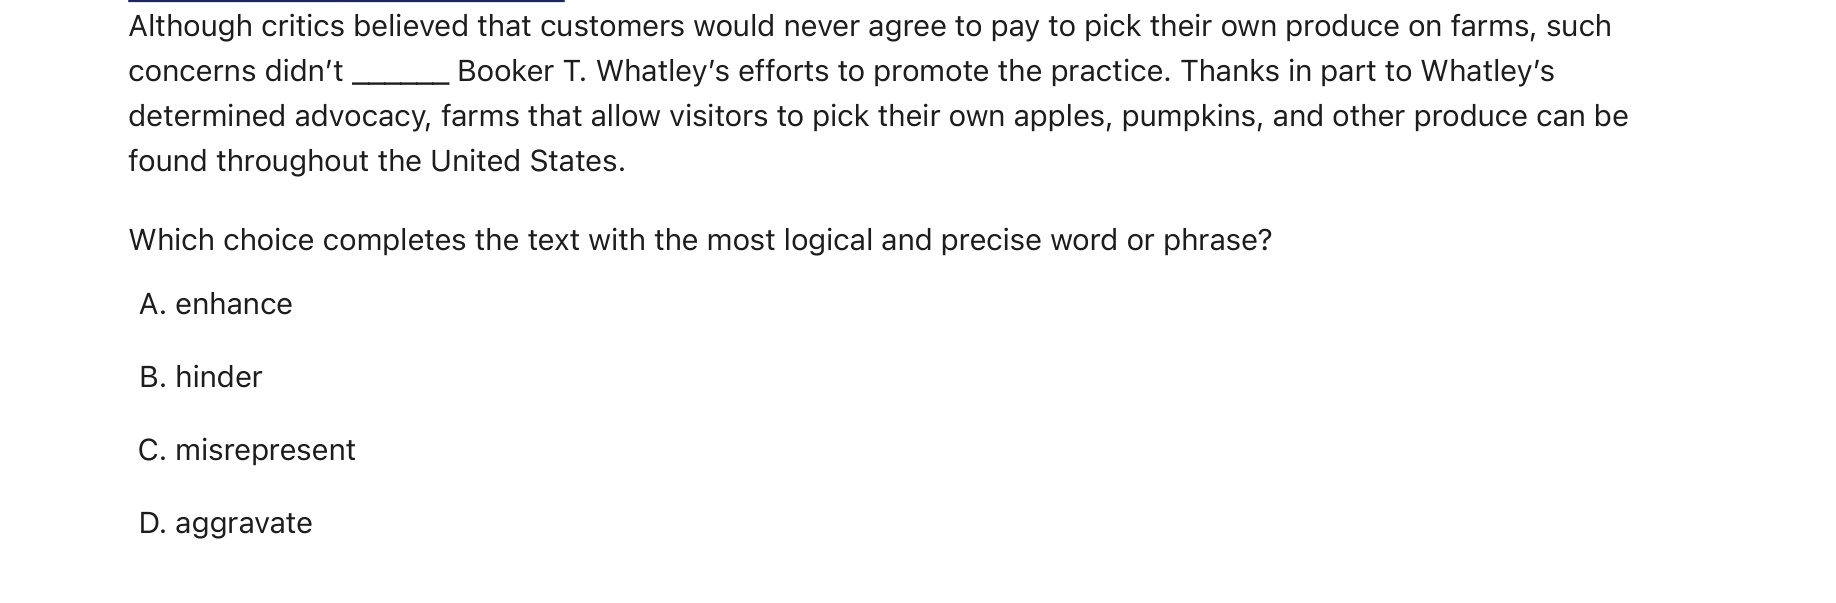 Although critics believed that customers would never agree to pay to pick their own produce on farms, such
concerns didn’t ______ Booker T. Whatley’s efforts to promote the practice. Thanks in part to Whatley’s
determined advocacy, farms that allow visitors to pick their own apples, pumpkins, and other produce can be
found throughout the United States.
Which choice completes the text with the most logical and precise word or phrase?
A. enhance
B. hinder
C. misrepresent
D. aggravate